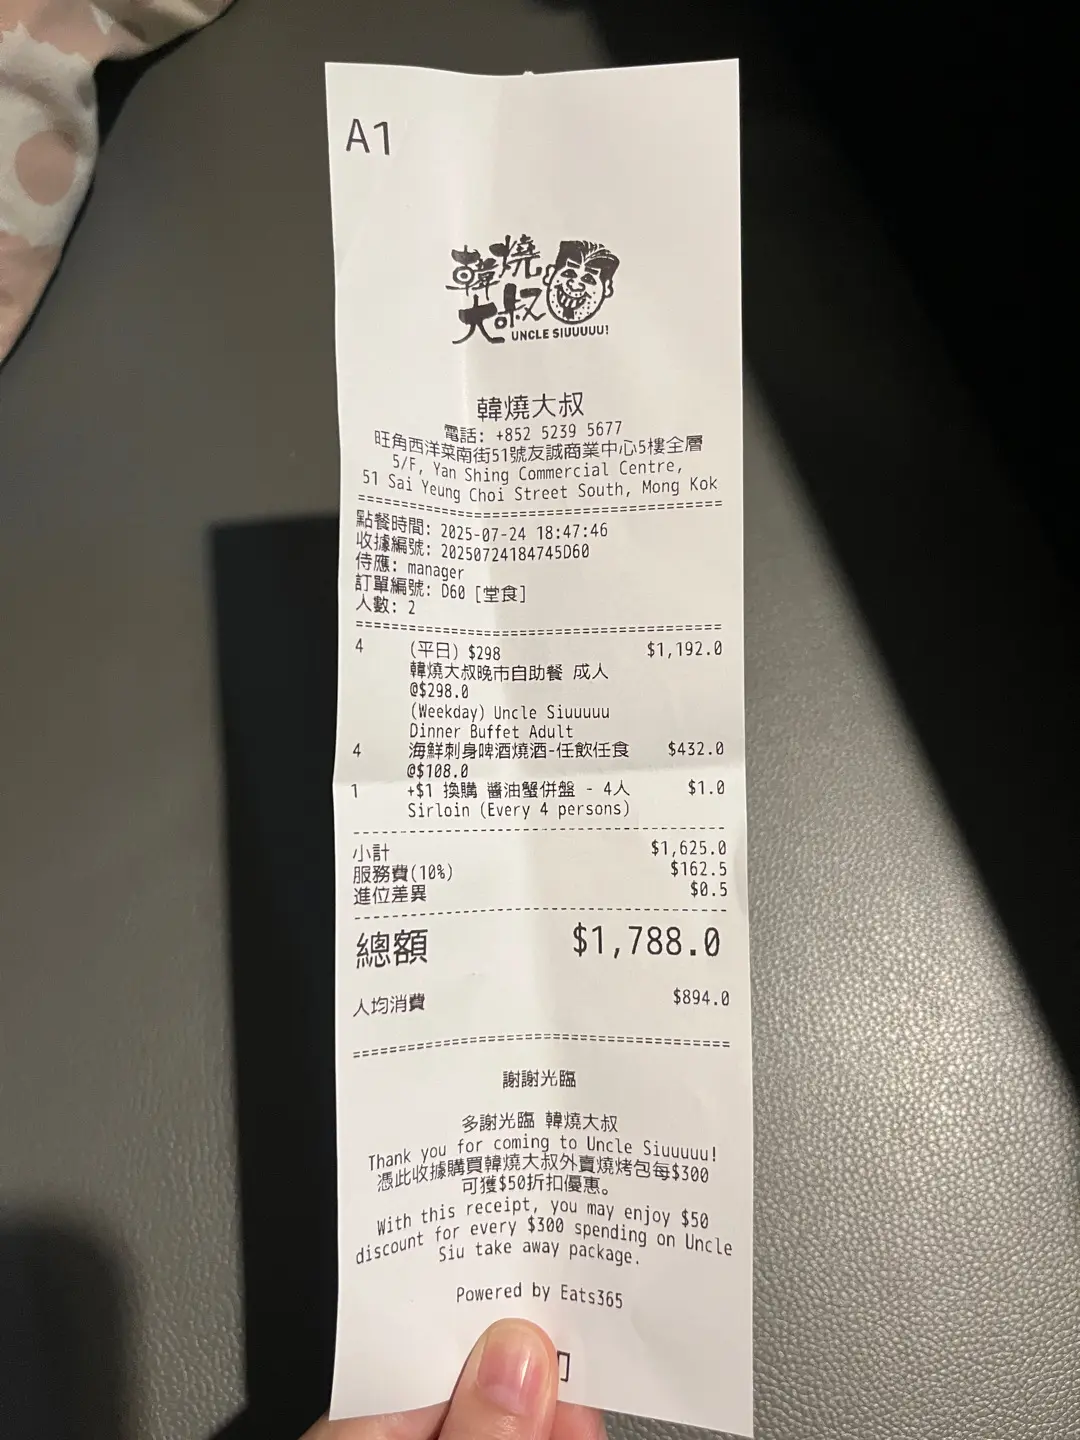 A1
韓燒
大叔
UNCLE SIUUUUU!
韓燒大叔
電話: +852 5239 5677
旺角西洋菜南街51號友誠商業中心5樓全層
5/F, Yan Shing Commercial Centre,
51 Sai Yeung Choi Street South, Mong Kok
點餐時間: 2025-07-24 18:47:46
收據編號: 20250724184745D60
侍應: manager
訂單編號: D60 [堂食]
人數: 2
4 (平日) $298 $1,192.0
韓燒大叔晚市自助餐 成人
@$298.0
(Weekday) Uncle Siuuuuu
Dinner Buffet Adult
4 海鮮刺身啤酒燒酒-任飲任食 $432.0
@$108.0
1 +$1 換購 醬油蟹併盤 - 4人 $1.0
Sirloin (Every 4 persons)
小計 $1,625.0
服務費(10%) $162.5
進位差異 $0.5
總額 $1,788.0
人均消費 $894.0
謝謝光臨
多謝光臨 韓燒大叔
Thank you for coming to Uncle Siuuuuu!
憑此收據購買韓燒大叔外賣燒烤包每$300
可獲$50折扣優惠。
With this receipt, you may enjoy $50
discount for every $300 spending on Uncle
Siu take away package.
Powered by Eats365